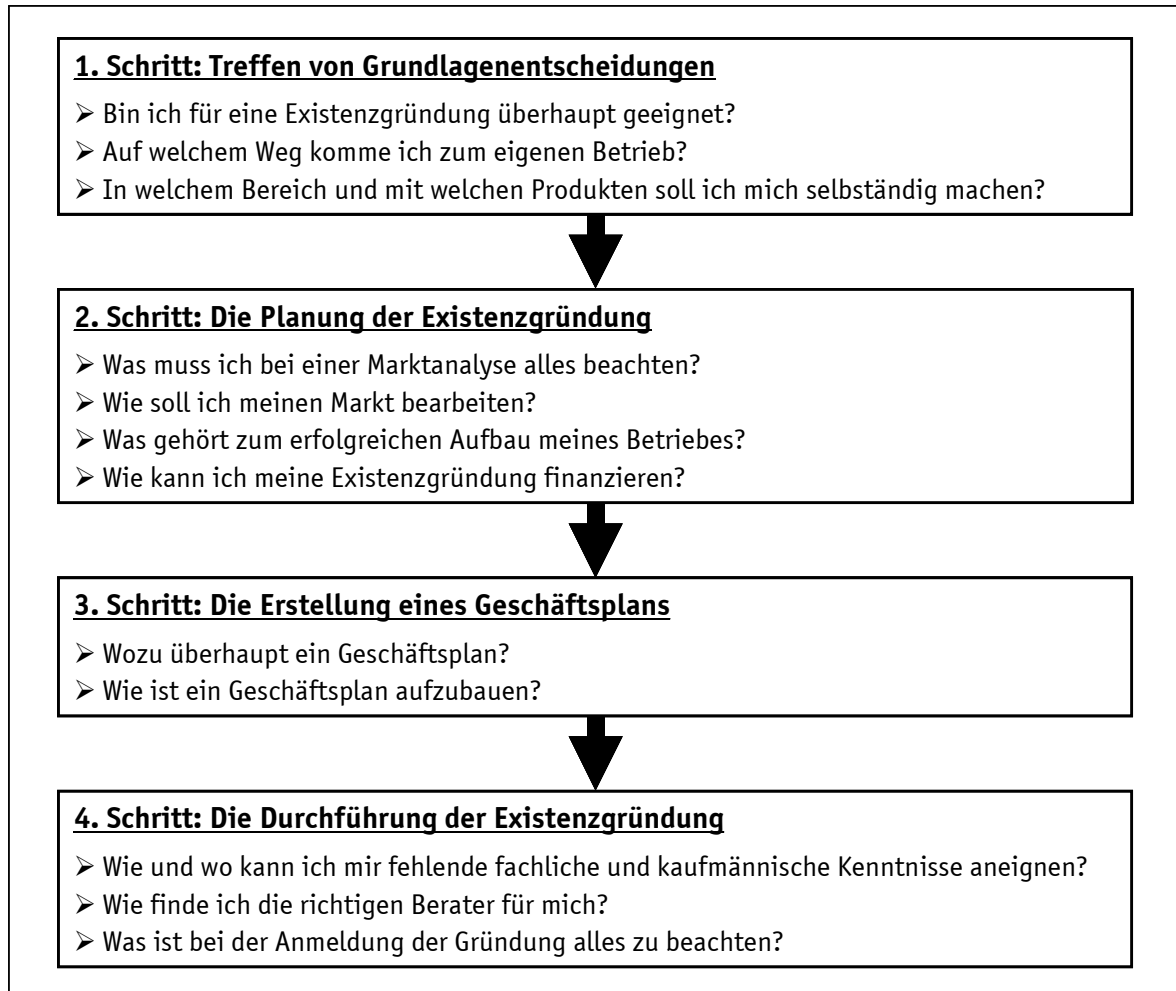 1. Schritt: Treffen von Grundlagenentscheidungen
➢ Bin ich für eine Existenzgründung überhaupt geeignet?
➢ Auf welchem Weg komme ich zum eigenen Betrieb?
➢ In welchem Bereich und mit welchen Produkten soll ich mich selbständig machen?
2. Schritt: Die Planung der Existenzgründung
➢ Was muss ich bei einer Marktanalyse alles beachten?
➢ Wie soll ich meinen Markt bearbeiten?
➢ Was gehört zum erfolgreichen Aufbau meines Betriebes?
➢ Wie kann ich meine Existenzgründung finanzieren?
3. Schritt: Die Erstellung eines Geschäftsplans
➢ Wozu überhaupt ein Geschäftsplan?
➢ Wie ist ein Geschäftsplan aufzubauen?
4. Schritt: Die Durchführung der Existenzgründung
➢ Wie und wo kann ich mir fehlende fachliche und kaufmännische Kenntnisse aneignen?
➢ Wie finde ich die richtigen Berater für mich?
➢ Was ist bei der Anmeldung der Gründung alles zu beachten?